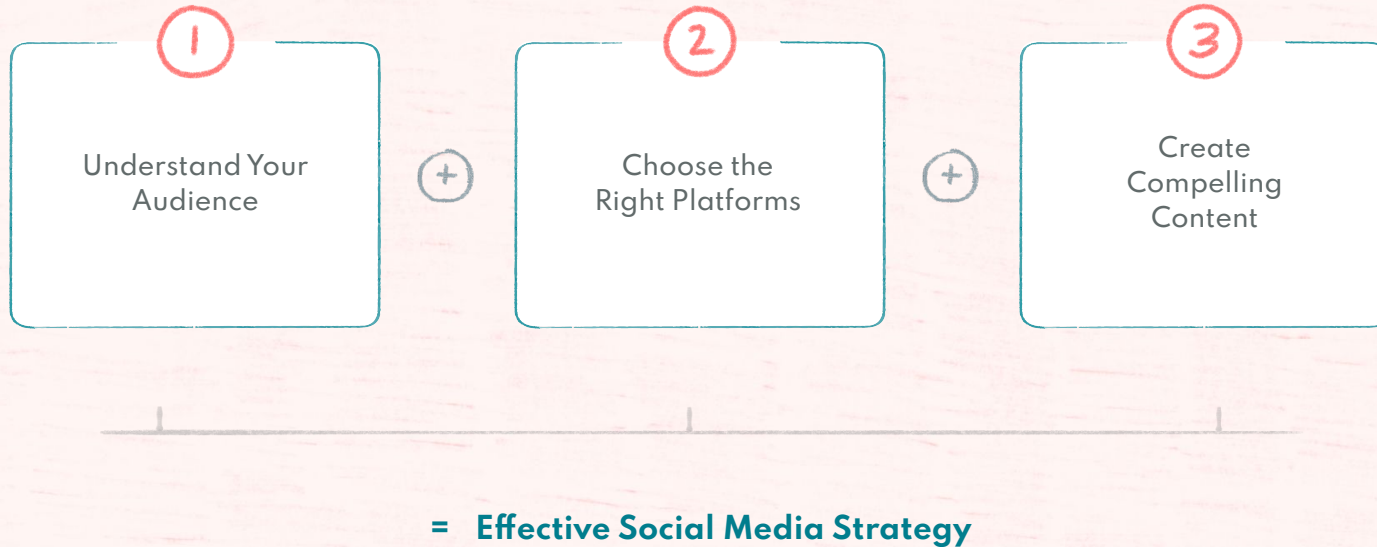 1
Understand Your
Audience
+
2
Choose the
Right Platforms
+
3
Create
Compelling
Content
= Effective Social Media Strategy